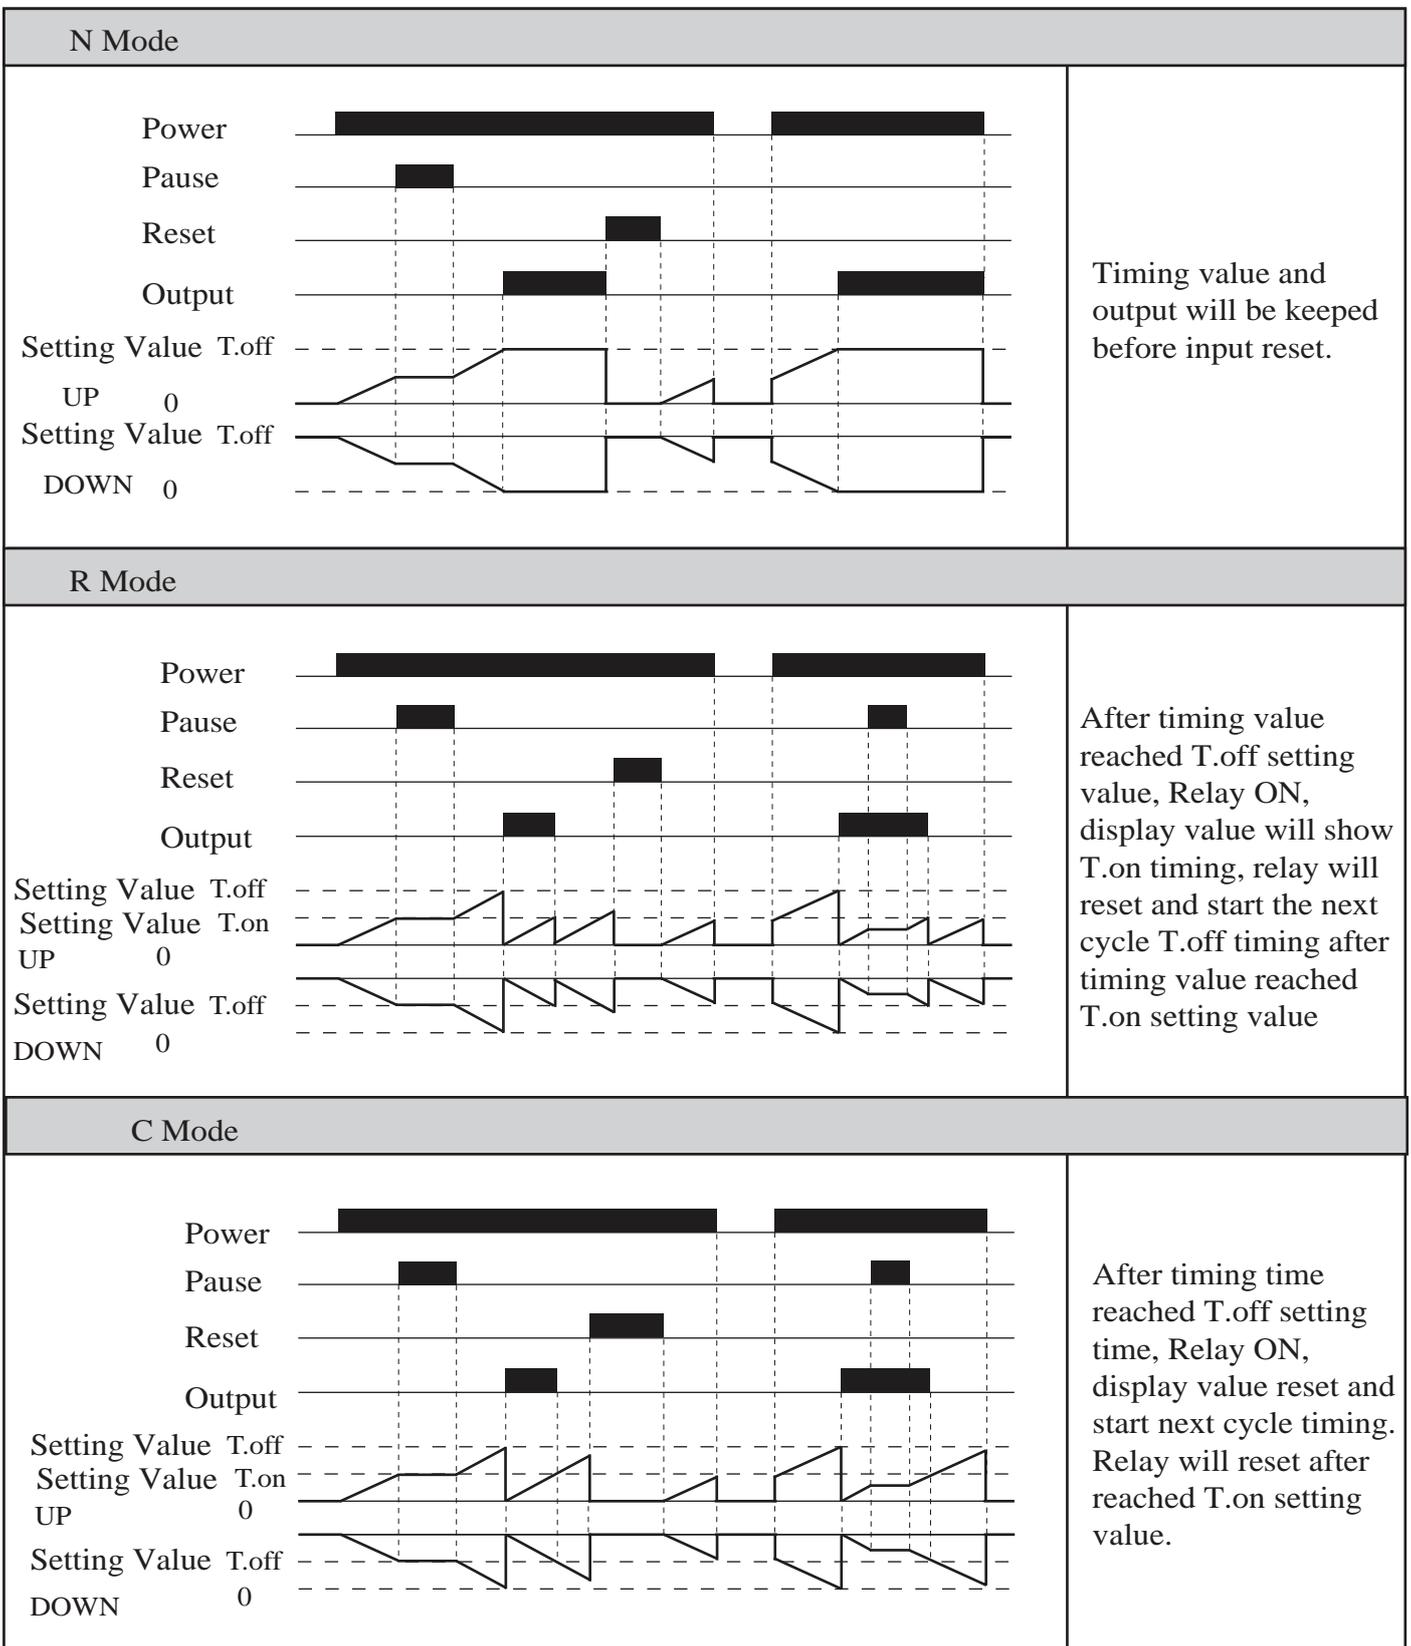 N Mode
Power
Pause
Reset
Output
Setting Value T.off
UP 0
Setting Value T.off
DOWN 0
Timing value and
output will be keeped
before input reset.
R Mode
Power
Pause
Reset
Output
Setting Value T.off
Setting Value T.on
UP 0
Setting Value T.off
DOWN 0
After timing value
reached T.off setting
value, Relay ON,
display value will show
T.on timing, relay will
reset and start the next
cycle T.off timing after
timing value reached
T.on setting value
C Mode
Power
Pause
Reset
Output
Setting Value T.off
Setting Value T.on
UP 0
Setting Value T.off
DOWN 0
After timing time
reached T.off setting
time, Relay ON,
display value reset and
start next cycle timing.
Relay will reset after
reached T.on setting
value.